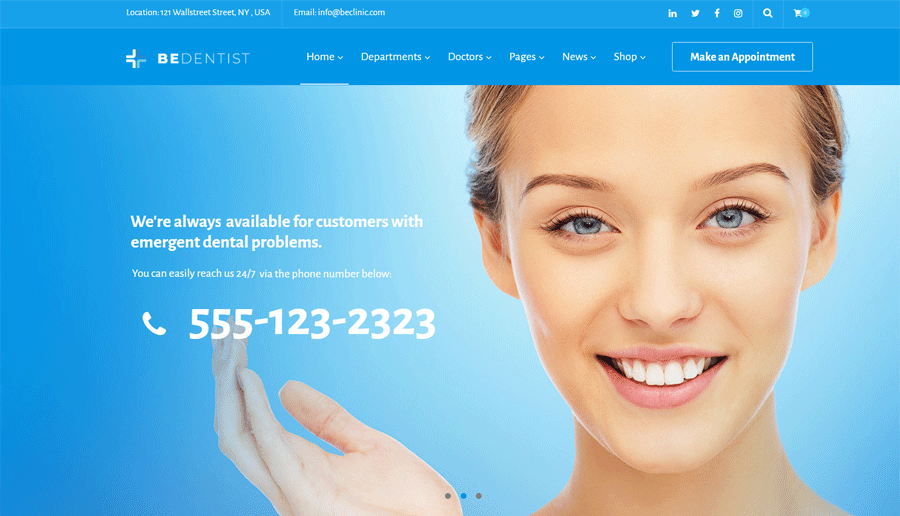 Location: 121 Wallstreet Street, NY , USA
Email: info@beclinic.com
BEDENTIST
Home
Departments
Doctors
Pages
News
Shop
Make an Appointment
We're always available for customers with
emergent dental problems.
You can easily reach us 24/7 via the phone number below:
555-123-2323